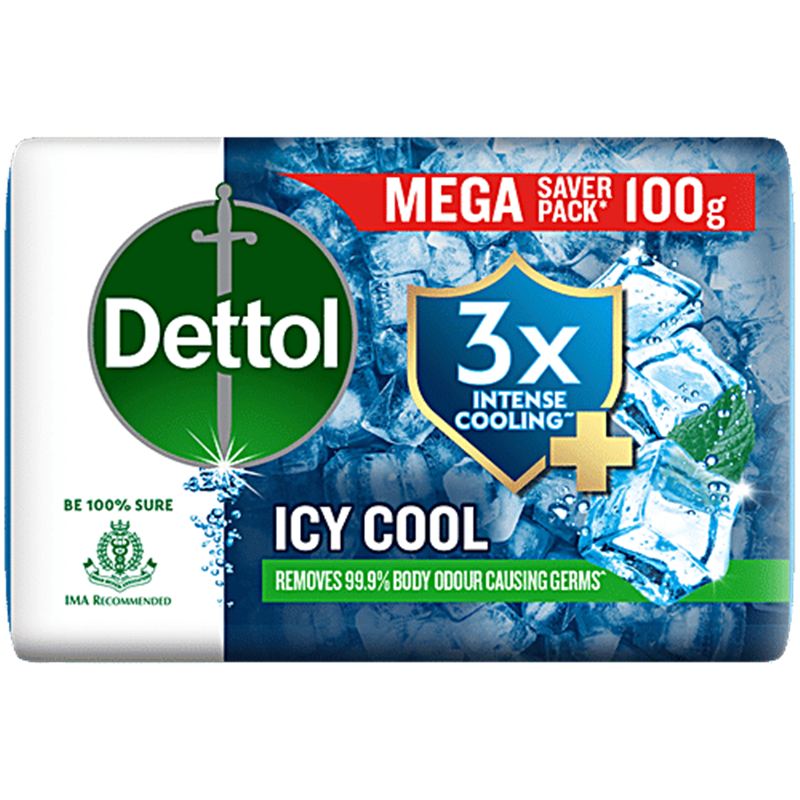 MEGA SAVER PACK* 100g
Dettol
3x
INTENSE
COOLING~
BE 100% SURE
ICY COOL
REMOVES 99.9% BODY ODOUR CAUSING GERMS^
IMA RECOMMENDED